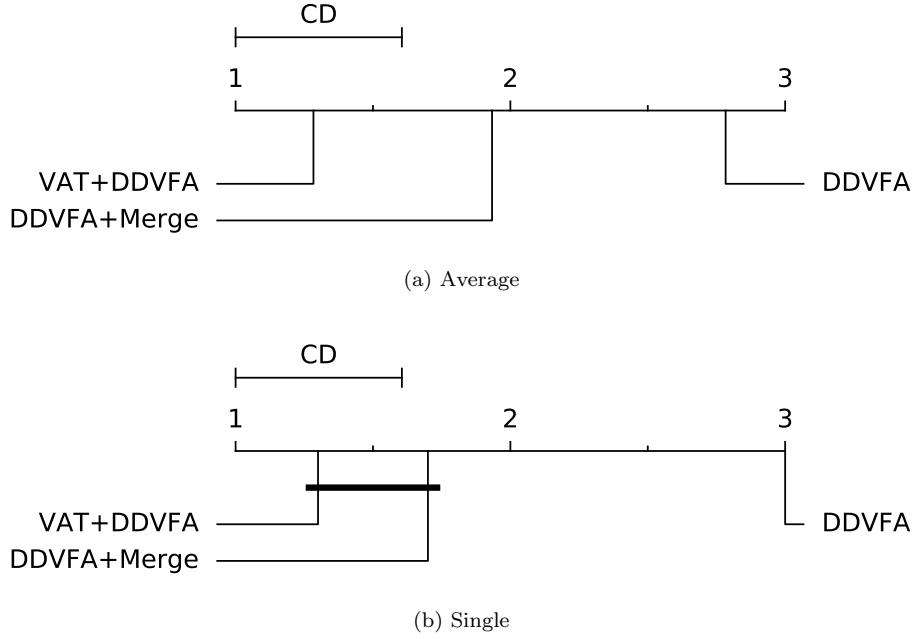 CD
1 2 3
VAT+DDVFA DDVFA
DDVFA+Merge
(a) Average
CD
1 2 3
VAT+DDVFA DDVFA
DDVFA+Merge
(b) Single